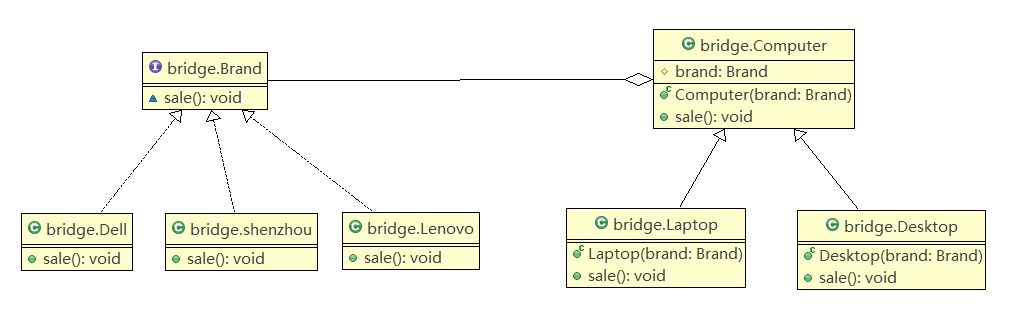 bridge.Brand
sale(): void
bridge.Computer
brand: Brand
Computer(brand: Brand)
sale(): void
bridge.Dell
sale(): void
bridge.shenzhou
sale(): void
bridge.Lenovo
sale(): void
bridge.Laptop
Laptop(brand: Brand)
sale(): void
bridge.Desktop
Desktop(brand: Brand)
sale(): void